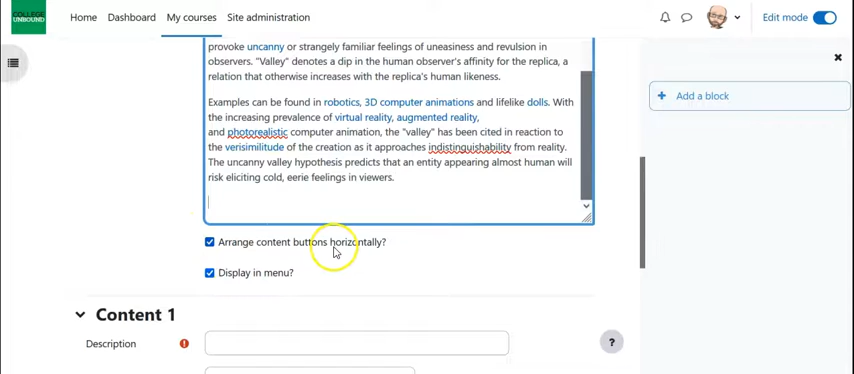 COLLEGE
UNBOUND
Home Dashboard My courses Site administration Edit mode
provoke uncanny or strangely familiar feelings of uneasiness and revulsion in
observers. "Valley" denotes a dip in the human observer's affinity for the replica, a
relation that otherwise increases with the replica's human likeness.
Add a block
Examples can be found in robotics, 3D computer animations and lifelike dolls. With
the increasing prevalence of virtual reality, augmented reality,
and photorealistic computer animation, the "valley" has been cited in reaction to
the verisimilitude of the creation as it approaches indistinguishability from reality.
The uncanny valley hypothesis predicts that an entity appearing almost human will
risk eliciting cold, eerie feelings in viewers.
Arrange content buttons horizontally?
Display in menu?
Content 1
Description